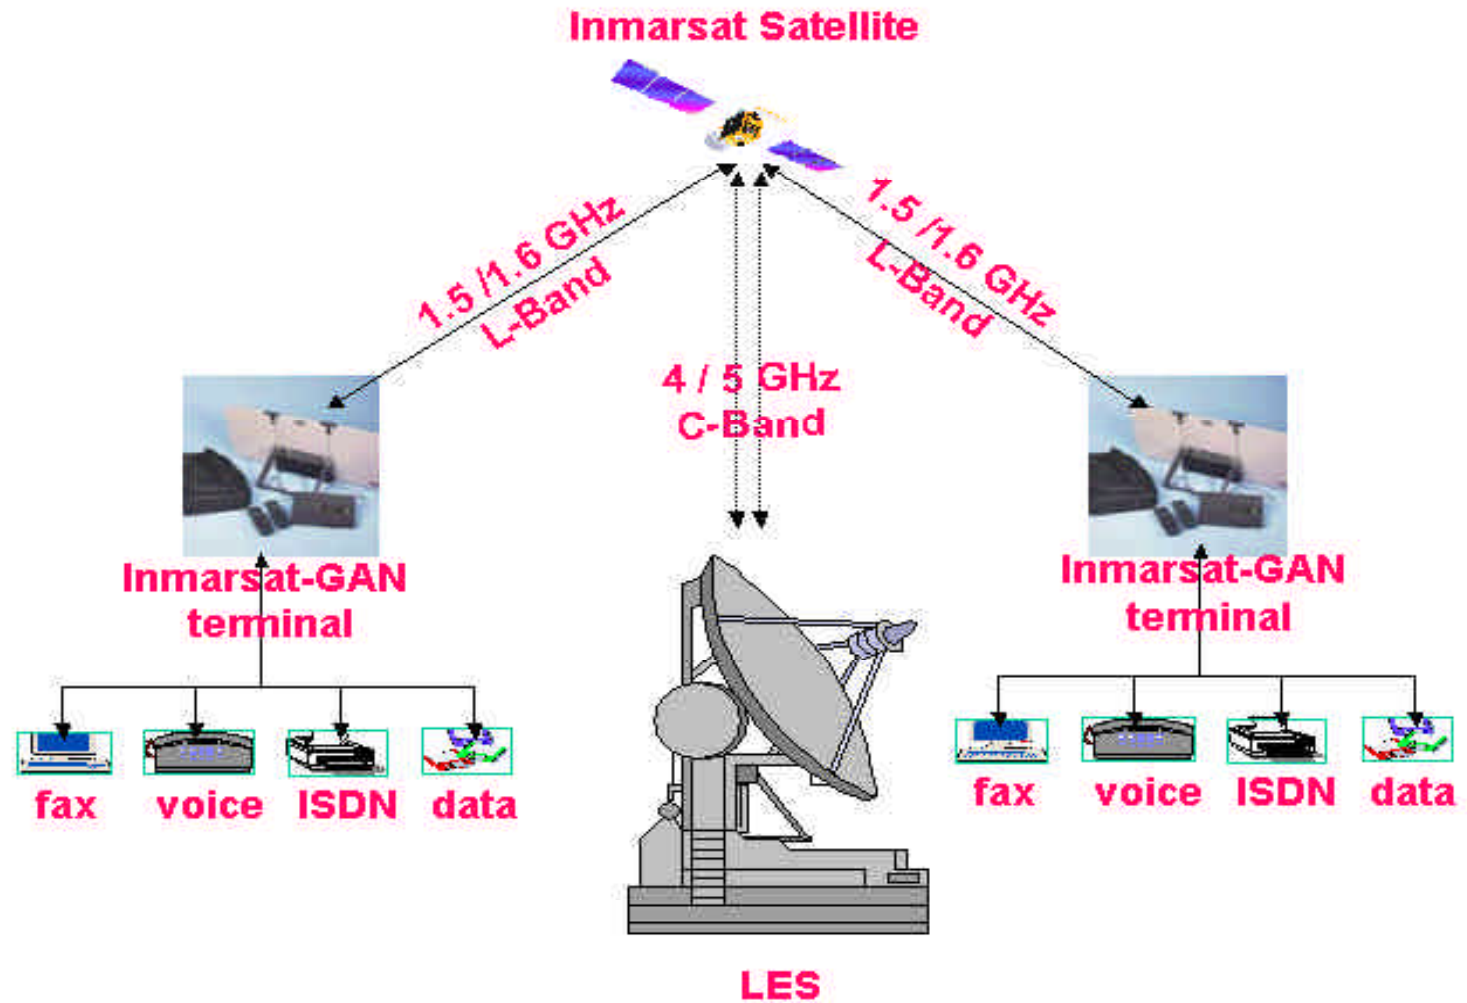 Inmarsat Satellite
1.5 /1.6 GHz
L-Band
1.5 /1.6 GHz
L-Band
4 / 5 GHz
C-Band
Inmarsat-GAN
terminal
Inmarsat-GAN
terminal
fax voice ISDN data
fax voice ISDN data
LES